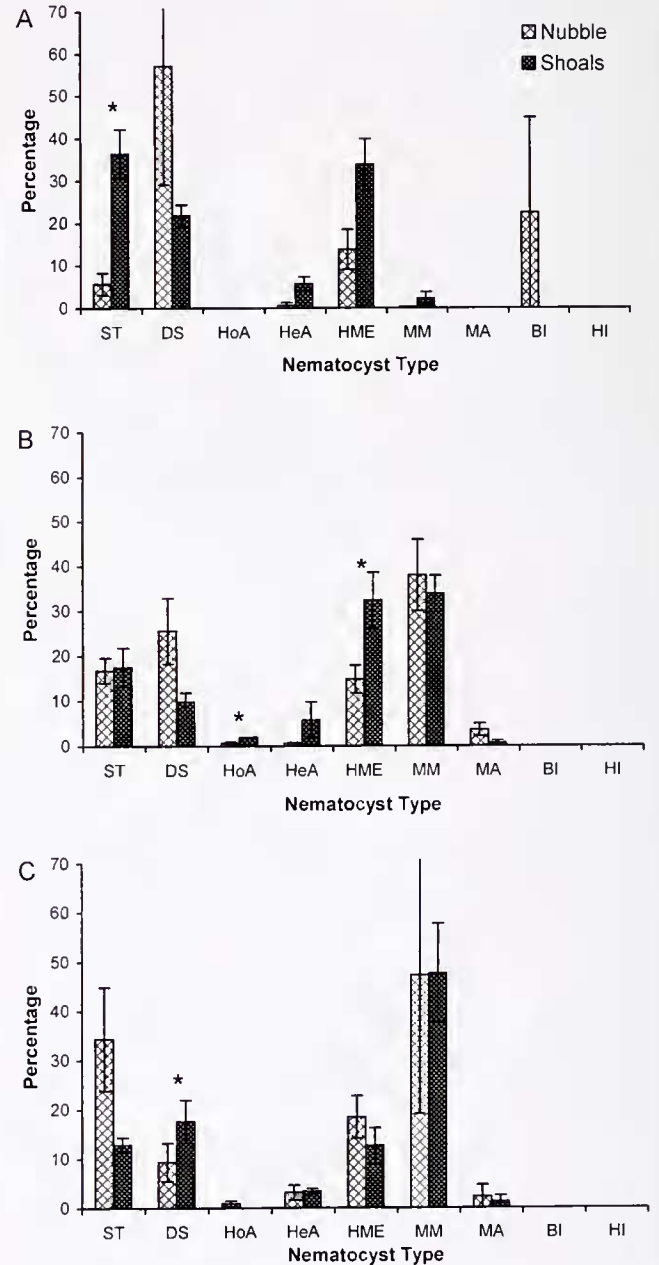 A
70
60
50
40
30
20
10
0
Percentage
Nubble
Shoals
*
ST DS HoA HeA HME MM MA BI HI
Nematocyst Type
B
70
60
50
40
30
20
10
0
Percentage
*
*
ST DS HoA HeA HME MM MA BI HI
Nematocyst Type
C
70
60
50
40
30
20
10
0
Percentage
*
ST DS HoA HeA HME MM MA BI HI
Nematocyst Type